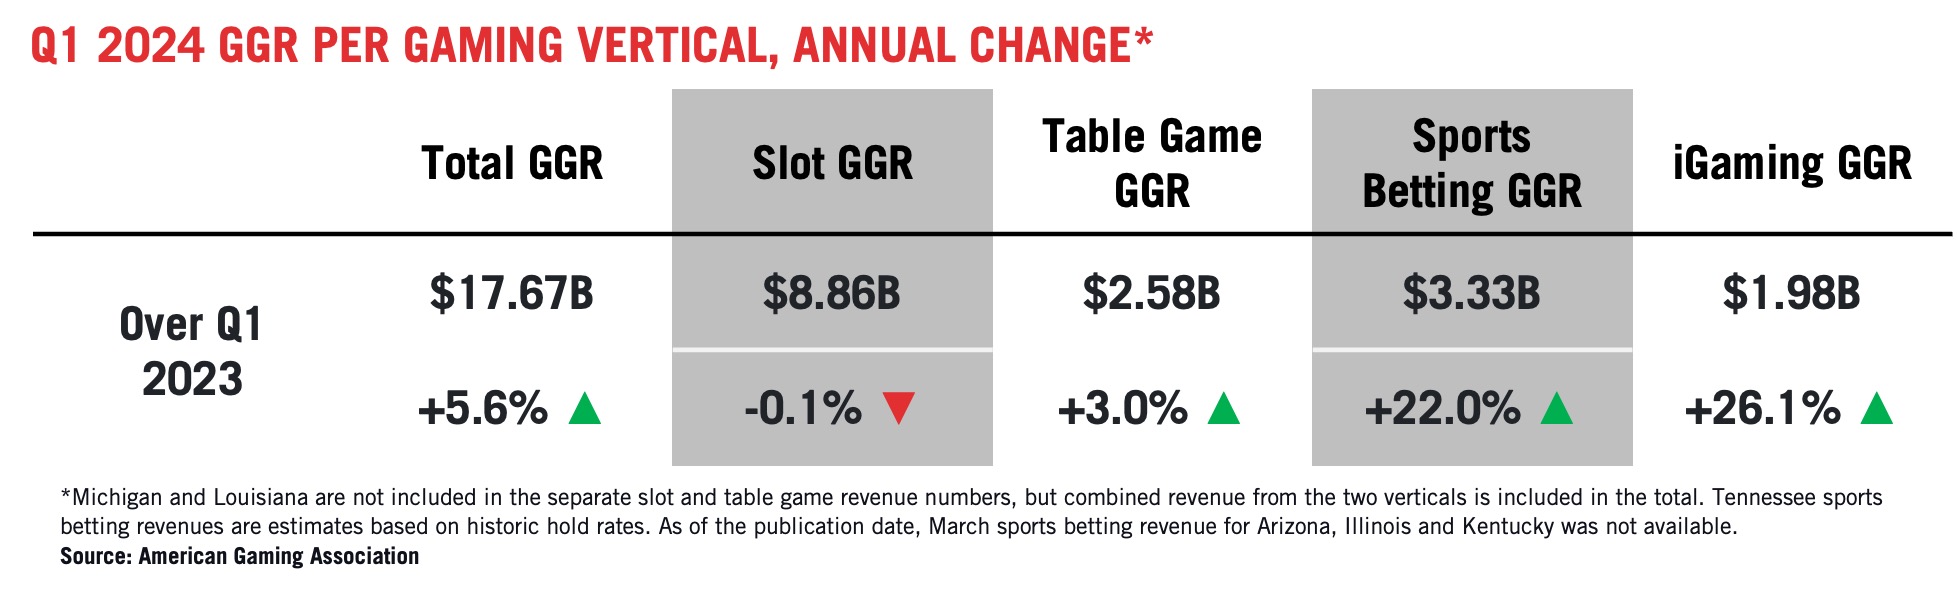 Q1 2024 GGR PER GAMING VERTICAL, ANNUAL CHANGE*
Total GGR
Slot GGR
Table Game
GGR
Sports
Betting GGR
iGaming GGR
Over Q1
2023
$17.67B
$8.86B
$2.58B
$3.33B
$1.98B
+5.6% ▲
-0.1% ▼
+3.0% ▲
+22.0% ▲
+26.1% ▲
*Michigan and Louisiana are not included in the separate slot and table game revenue numbers, but combined revenue from the two verticals is included in the total. Tennessee sports
betting revenues are estimates based on historic hold rates. As of the publication date, March sports betting revenue for Arizona, Illinois and Kentucky was not available.
Source: American Gaming Association